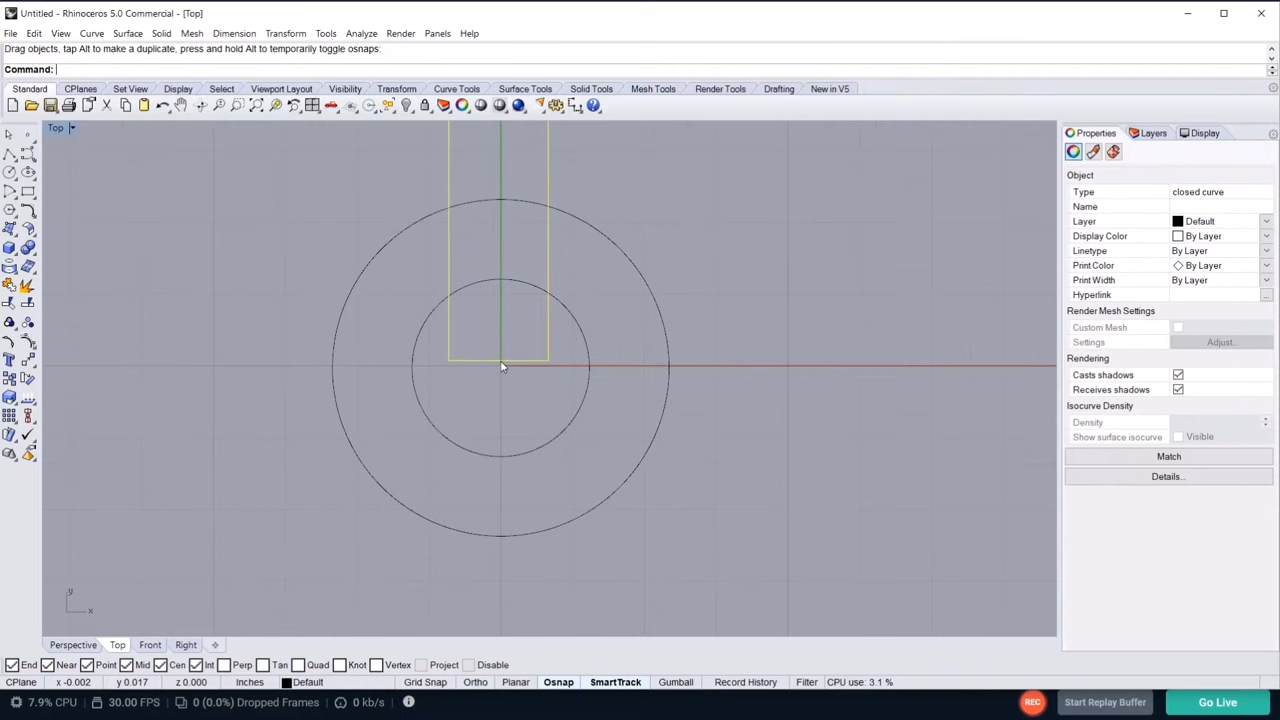 Untitled - Rhinoceros 5.0 Commercial - [Top]
File Edit View Curve Surface Solid Mesh Dimension Transform Tools Analyze Render Panels Help
Drag objects, tap Alt to make a duplicate, press and hold Alt to temporarily toggle osnaps:
Command:
Standard CPlanes Set View Display Select Viewport Layout Visibility Transform Curve Tools Surface Tools Solid Tools Mesh Tools Render Tools Drafting New in V5
Top
Properties Layers Display
Object
Type closed curve
Name
Layer Default
Display Color By Layer
Linetype By Layer
Print Color By Layer
Print Width By Layer
Hyperlink ...
Render Mesh Settings
Custom Mesh
Settings Adjust...
Rendering
Casts shadows
Receives shadows
Isocurve Density
Density
Show surface isocurve Visible
Match
Details...
y
x
Perspective Top Front Right
End Near Point Mid Cen Int Perp Tan Quad Knot Vertex Project Disable
CPlane x -0.002 y 0.017 z 0.000 Inches Default Grid Snap Ortho Planar Osnap SmartTrack Gumball Record History Filter CPU use: 3.1 %
7.9% CPU 30.00 FPS 0 (0.0%) Dropped Frames 0 kb/s REC Start Replay Buffer Go Live